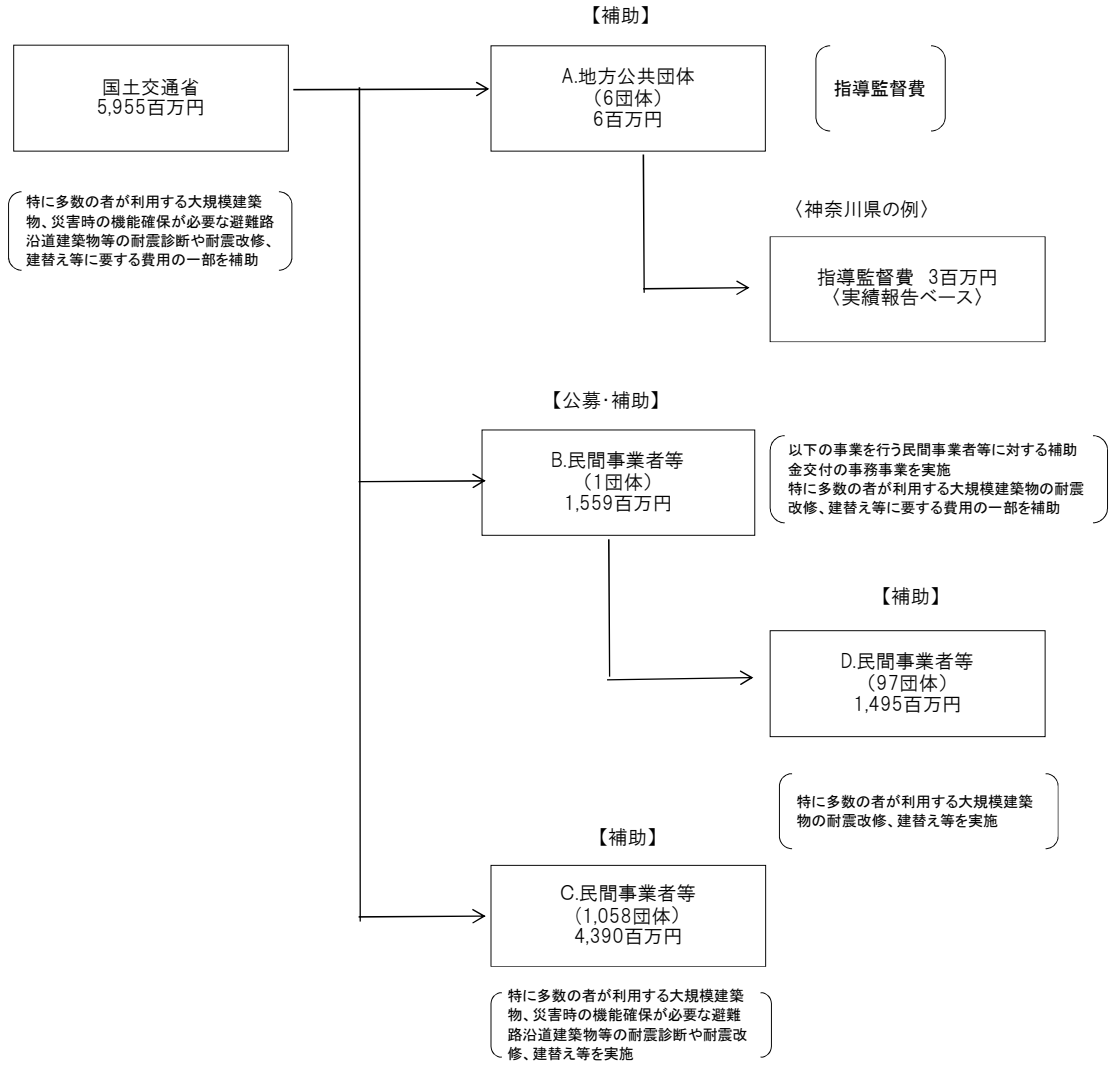 【補助】
国土交通省
5,955百万円
A.地方公共団体
(6団体)
6百万円
指導監督費
特に多数の者が利用する大規模建築
物、災害時の機能確保が必要な避難路
沿道建築物等の耐震診断や耐震改修、
建替え等に要する費用の一部を補助
〈神奈川県の例〉
指導監督費 3百万円
〈実績報告ベース〉
【公募・補助】
B.民間事業者等
(1団体)
1,559百万円
以下の事業を行う民間事業者等に対する補助
金交付の事務事業を実施
特に多数の者が利用する大規模建築物の耐震
改修、建替え等に要する費用の一部を補助
【補助】
D.民間事業者等
(97団体)
1,495百万円
特に多数の者が利用する大規模建築
物の耐震改修、建替え等を実施
【補助】
C.民間事業者等
(1,058団体)
4,390百万円
特に多数の者が利用する大規模建築
物、災害時の機能確保が必要な避難
路沿道建築物等の耐震診断や耐震改
修、建替え等を実施